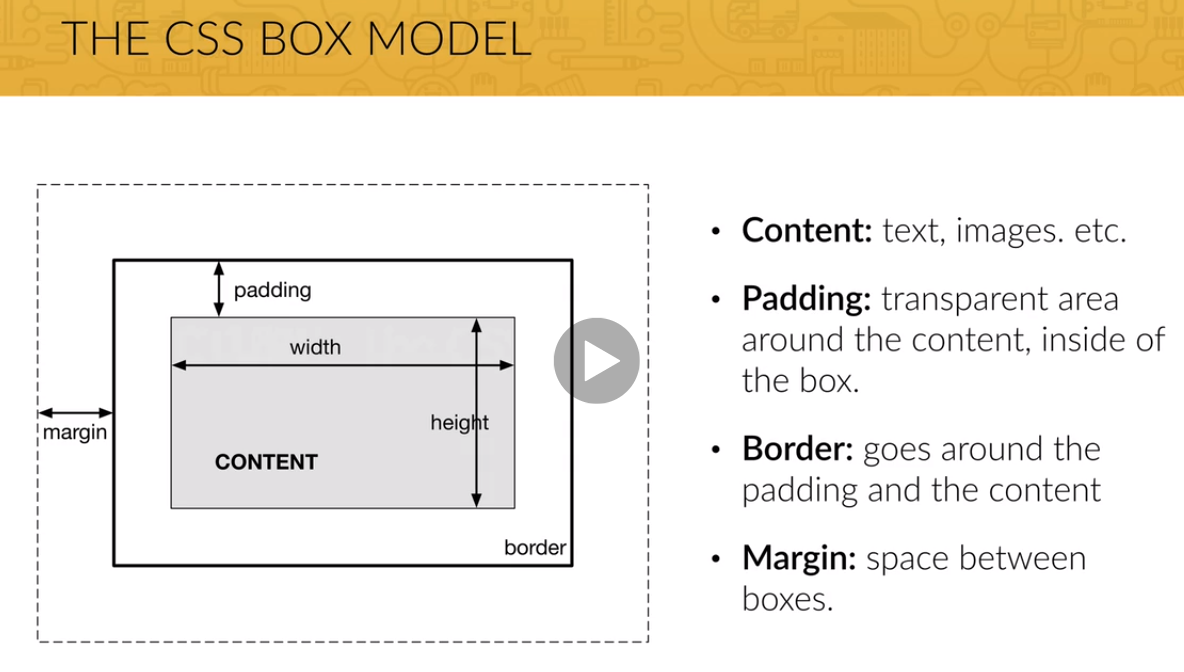 THE CSS BOX MODEL
padding
width
height
margin
CONTENT
border
• Content: text, images. etc.
• Padding: transparent area
around the content, inside of
the box.
• Border: goes around the
padding and the content
• Margin: space between
boxes.